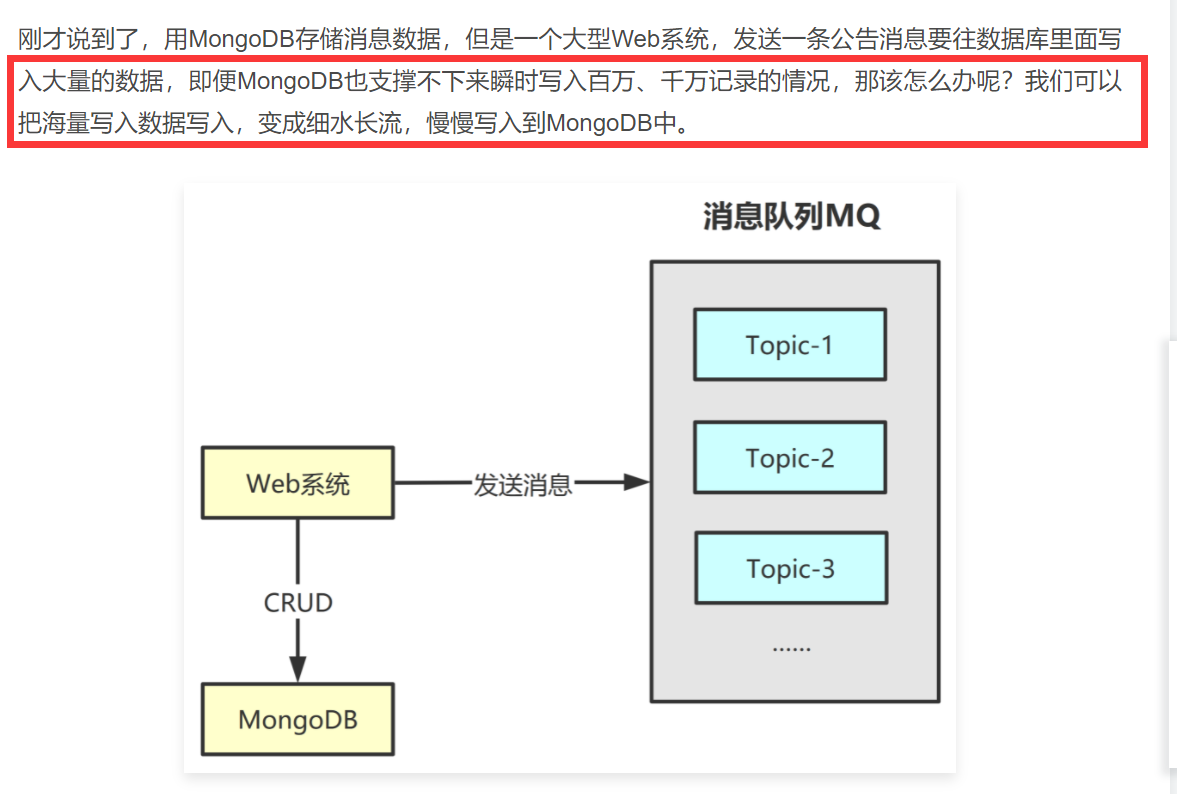 刚才说到了，用MongoDB存储消息数据，但是一个大型Web系统，发送一条公告消息要往数据库里面写
入大量的数据，即便MongoDB也支撑不下来瞬时写入百万、千万记录的情况，那该怎么办呢？我们可以
把海量写入数据写入，变成细水长流，慢慢写入到MongoDB中。
消息队列MQ
Topic-1
Topic-2
Web系统
发送消息
Topic-3
CRUD
......
MongoDB